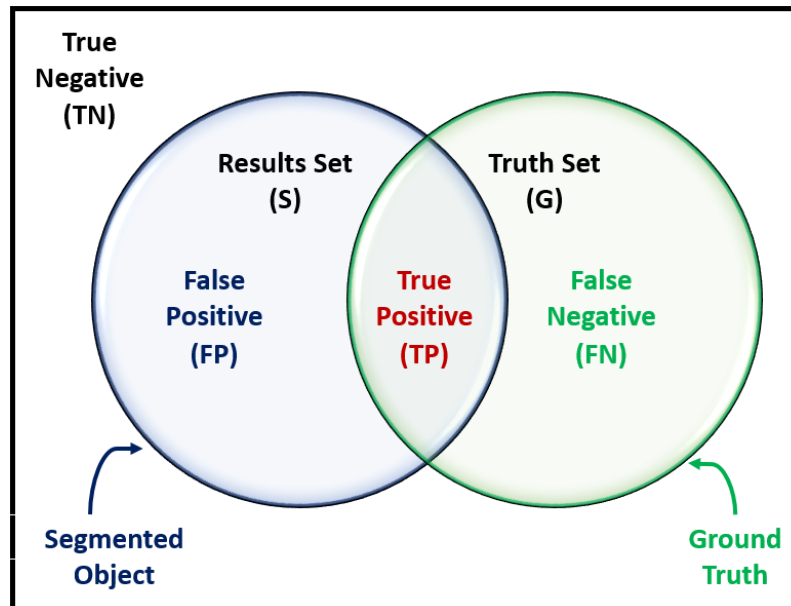 True
Negative
(TN)
Results Set
(S)
Truth Set
(G)
False
Positive
(FP)
True
Positive
(TP)
False
Negative
(FN)
Segmented
Object
Ground
Truth